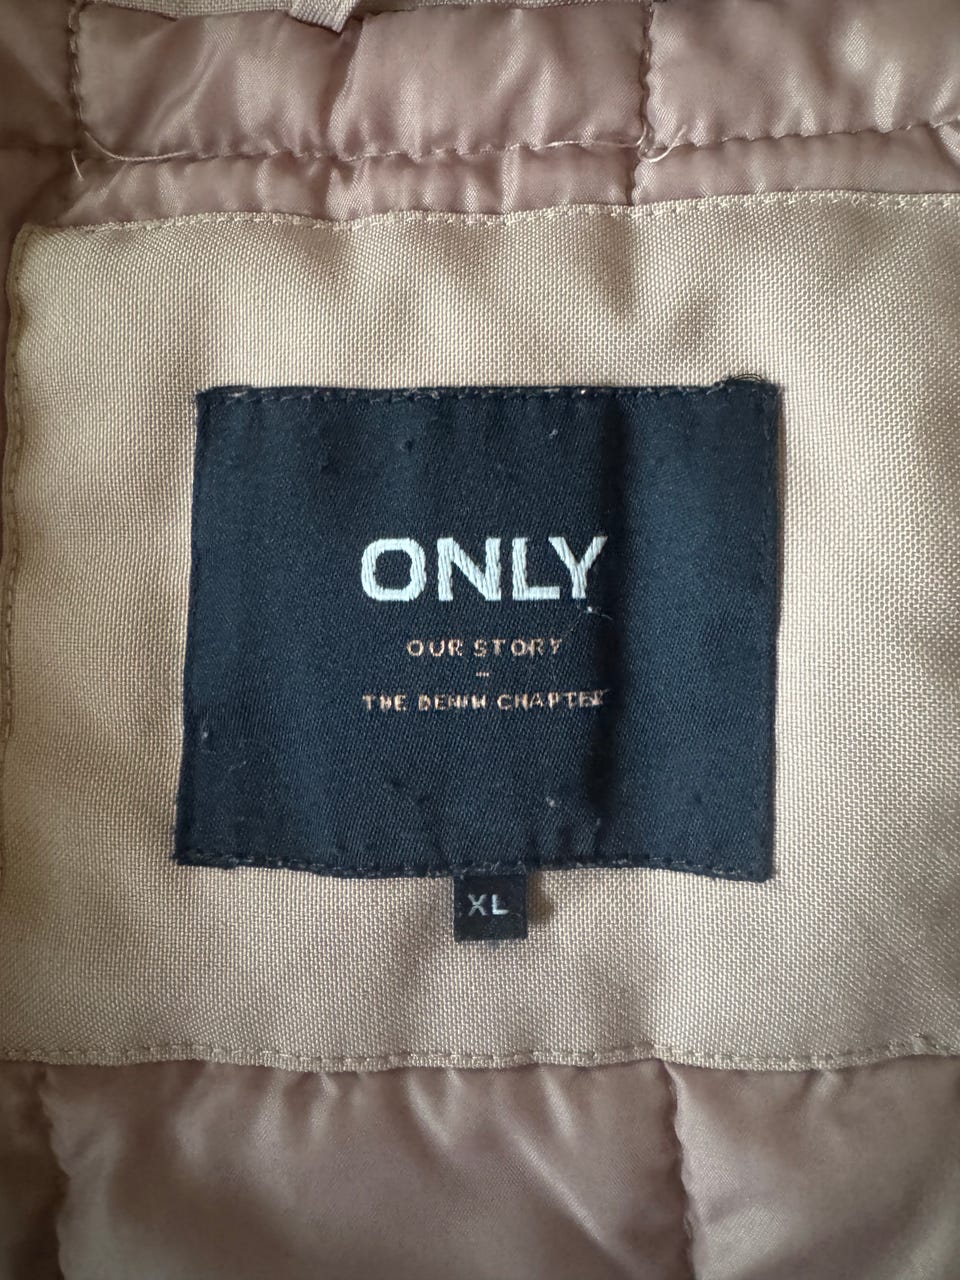 ONLY
OUR STORY
–
THE DENIM CHAPTER
XL